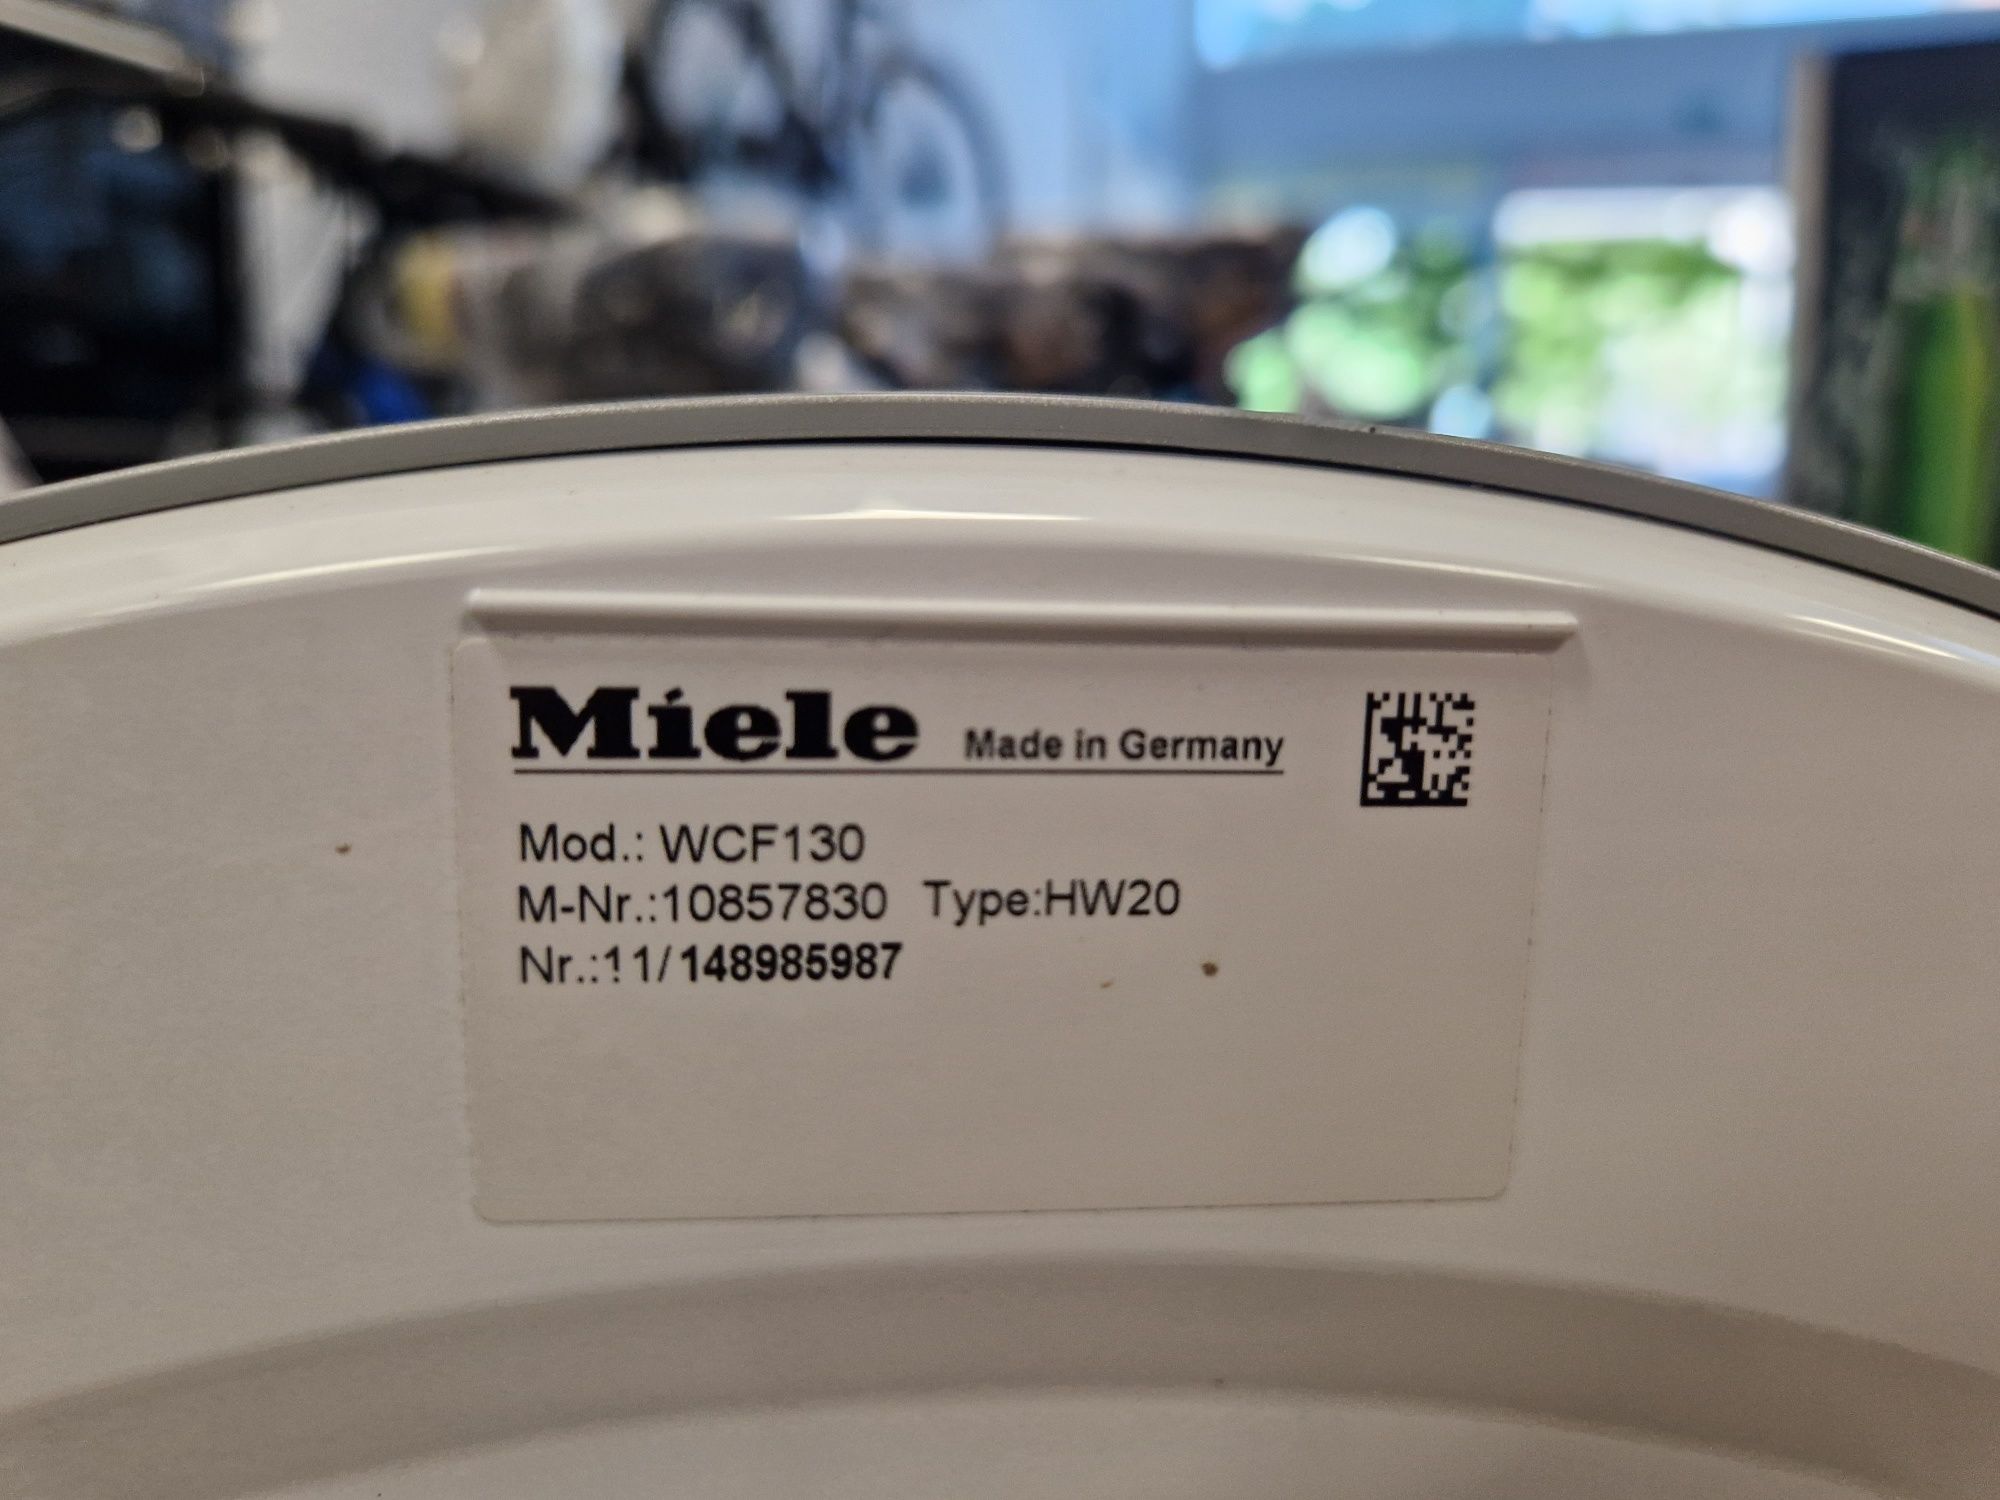 Miele Made in Germany
Mod.: WCF130
M-Nr.:10857830 Type:HW20
Nr.:11/148985987